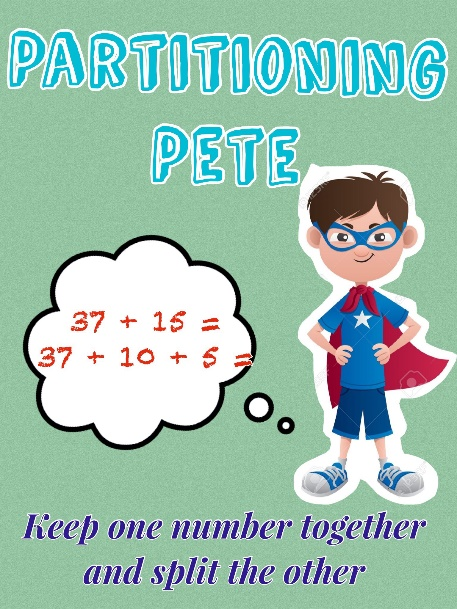 PARTITIONING
PETE
37 + 15 =
37 + 10 + 5 =
Keep one number together
and split the other